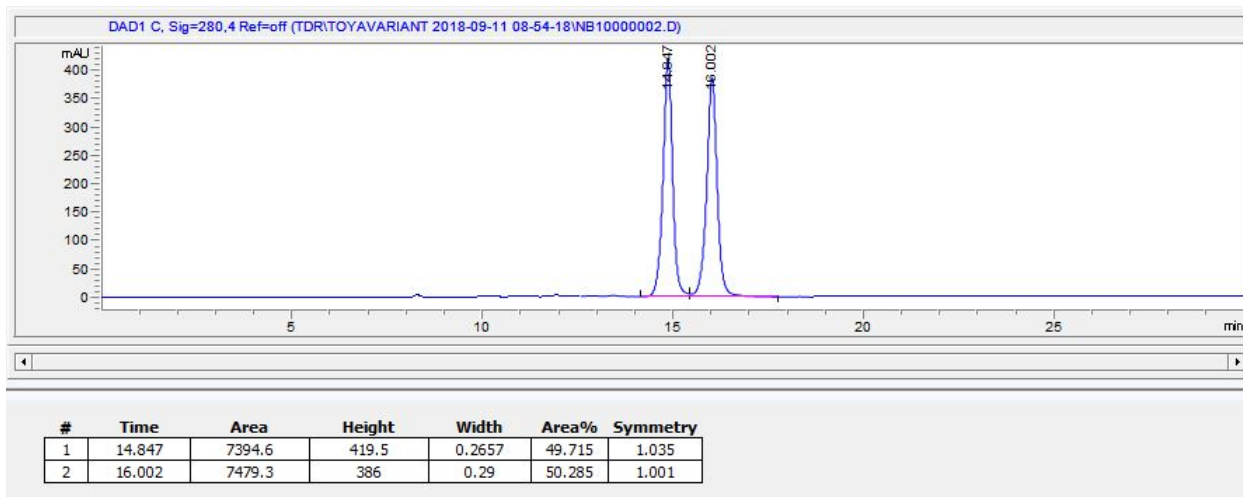 DAD1 C, Sig=280,4 Ref=off (TDR\TOYAVARIANT 2018-09-11 08-54-18\NB10000002.D)
mAU
400
350
300
250
200
150
100
50
0
14.847
16.002
5 10 15 20 25 min
# Time Area Height Width Area% Symmetry
1 14.847 7394.6 419.5 0.2657 49.715 1.035
2 16.002 7479.3 386 0.29 50.285 1.001